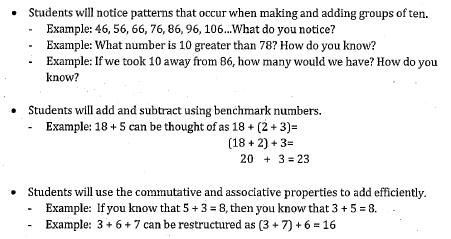 • Students will notice patterns that occur when making and adding groups of ten.
- Example: 46, 56, 66, 76, 86, 96, 106...What do you notice?
- Example: What number is 10 greater than 78? How do you know?
- Example: If we took 10 away from 86, how many would we have? How do you
know?
• Students will add and subtract using benchmark numbers.
- Example: 18 + 5 can be thought of as 18 + (2 + 3)=
(18 + 2) + 3=
20 + 3 = 23
• Students will use the commutative and associative properties to add efficiently.
- Example: If you know that 5 + 3 = 8, then you know that 3 + 5 = 8.
- Example: 3 + 6 + 7 can be restructured as (3 + 7) + 6 = 16